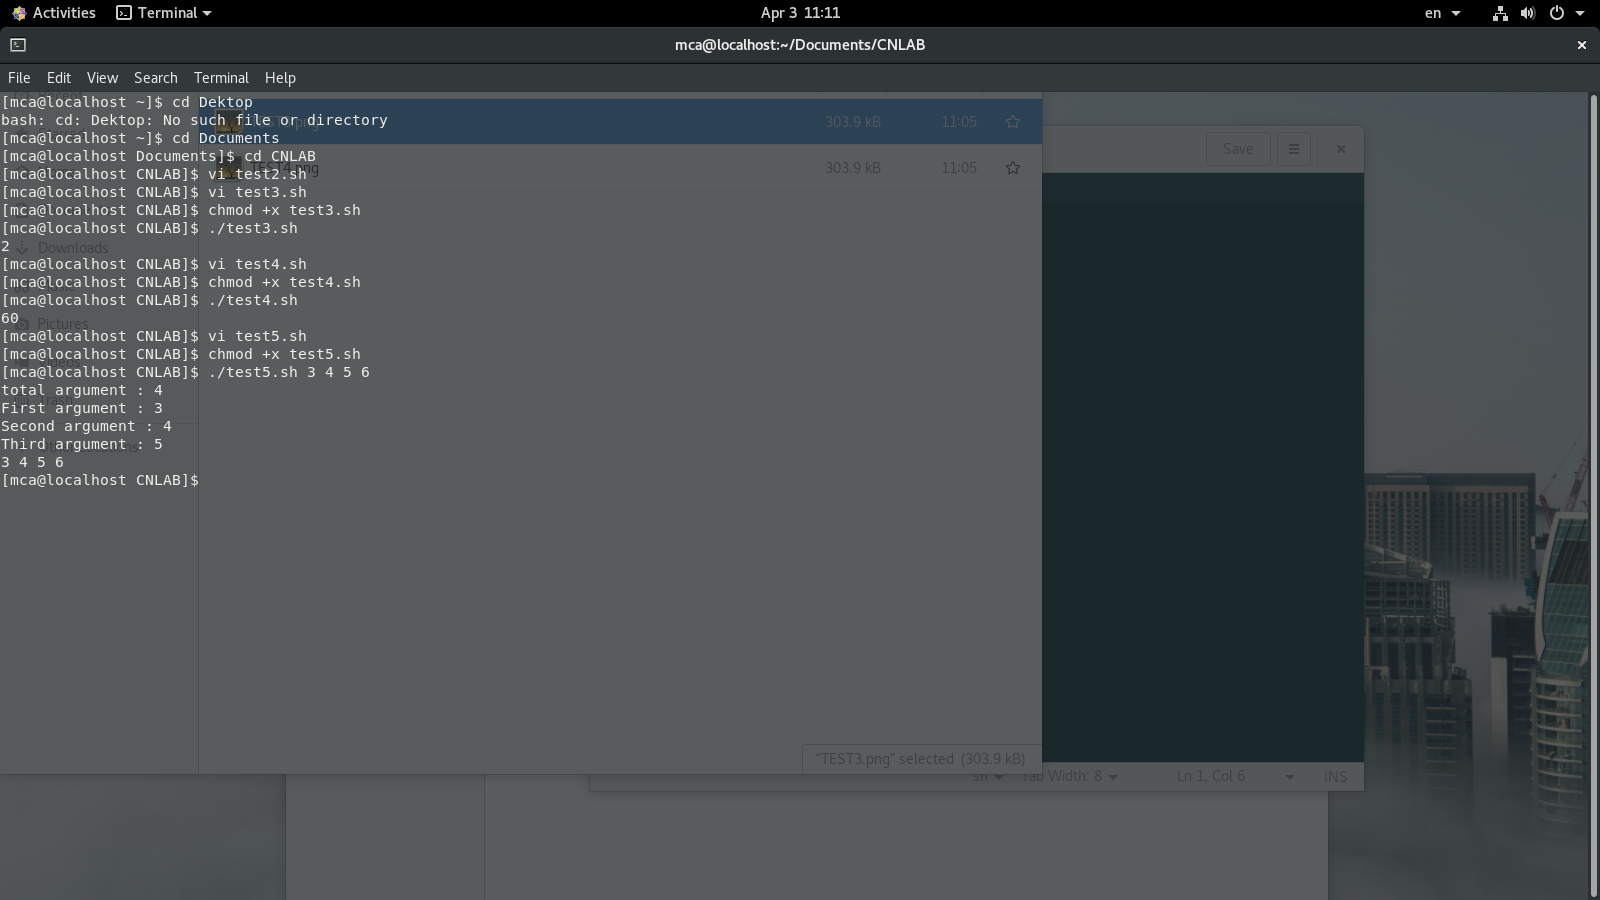 Activities Terminal Apr 3 11:11 en
mca@localhost:~/Documents/CNLAB
File Edit View Search Terminal Help
[mca@localhost ~]$ cd Dektop
bash: cd: Dektop: No such file or directory
[mca@localhost ~]$ cd Documents
[mca@localhost Documents]$ cd CNLAB
[mca@localhost CNLAB]$ vi test2.sh
[mca@localhost CNLAB]$ vi test3.sh
[mca@localhost CNLAB]$ chmod +x test3.sh
[mca@localhost CNLAB]$ ./test3.sh
2
[mca@localhost CNLAB]$ vi test4.sh
[mca@localhost CNLAB]$ chmod +x test4.sh
[mca@localhost CNLAB]$ ./test4.sh
60
[mca@localhost CNLAB]$ vi test5.sh
[mca@localhost CNLAB]$ chmod +x test5.sh
[mca@localhost CNLAB]$ ./test5.sh 3 4 5 6
total argument : 4
First argument : 3
Second argument : 4
Third argument : 5
3 4 5 6
[mca@localhost CNLAB]$
303.9 kB 11:05
TEST4.png 303.9 kB 11:05
Save
Downloads
Pictures
"TEST3.png" selected (303.9 kB)
sh Tab Width: 8 Ln 1, Col 6 INS